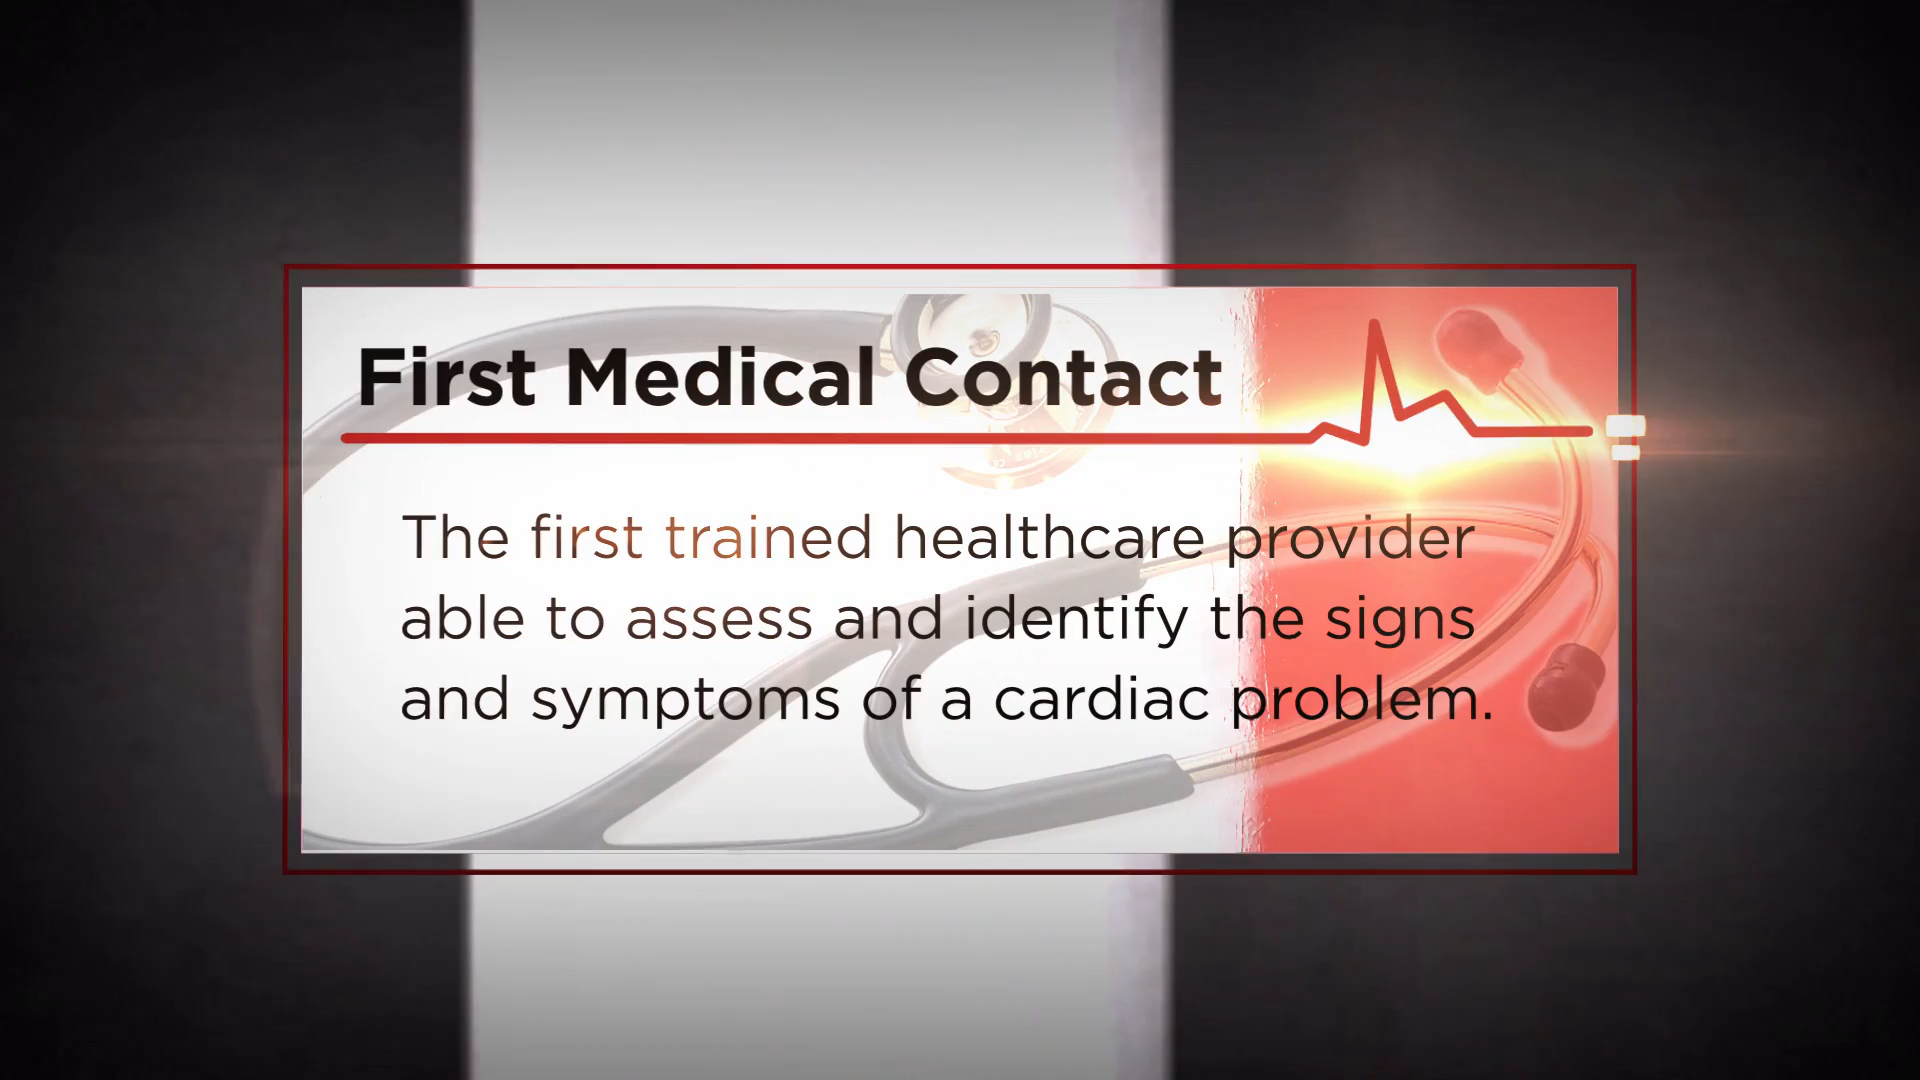 First Medical Contact
The first trained healthcare provider
able to assess and identify the signs
and symptoms of a cardiac problem.